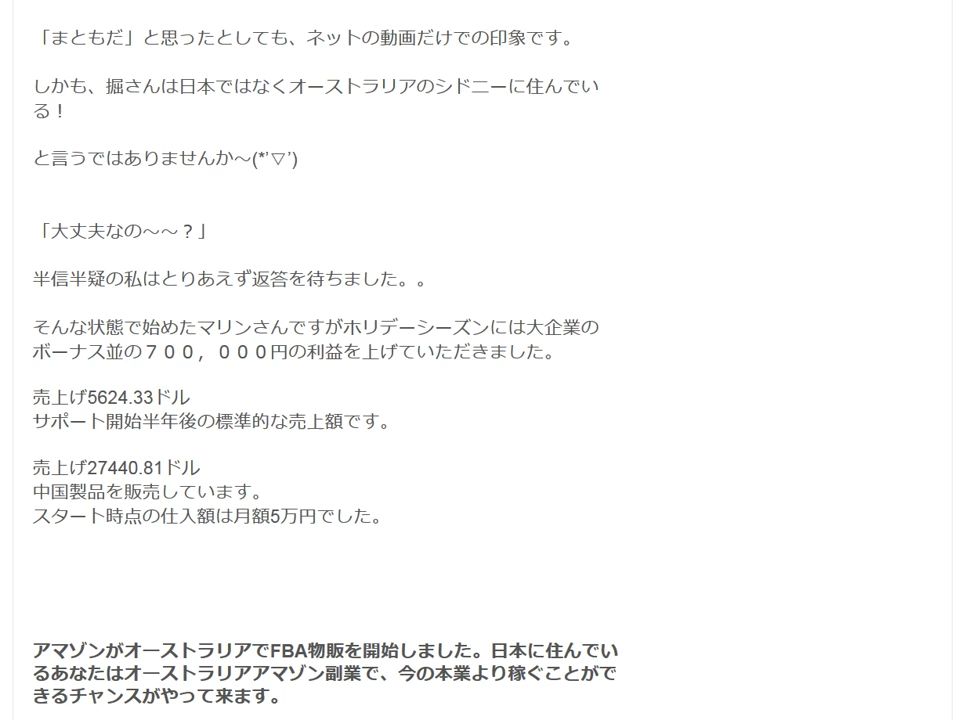 「まともだ」と思ったとしても、ネットの動画だけでの印象です。
しかも、掘さんは日本ではなくオーストラリアのシドニーに住んでい
る！
と言うではありませんか～(*'▽')
「大丈夫なの～～？」
半信半疑の私はとりあえず返答を待ちました。。
そんな状態で始めたマリンさんですがホリデーシーズンには大企業の
ボーナス並の７００，０００円の利益を上げていただきました。
売上げ5624.33ドル
サポート開始半年後の標準的な売上額です。
売上げ27440.81ドル
中国製品を販売しています。
スタート時点の仕入額は月額5万円でした。
アマゾンがオーストラリアでFBA物販を開始しました。日本に住んでい
るあなたはオーストラリアアマゾン副業で、今の本業より稼ぐことがで
きるチャンスがやって来ます。